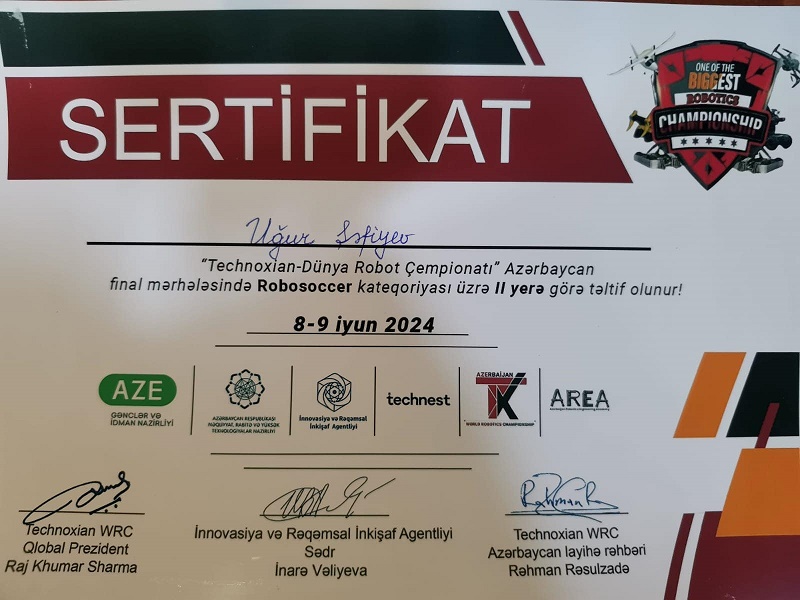 ONE OF THE
BIGGEST
ROBOTICS
CHAMPIONSHIP
SERTİFİKAT
Uğur Şəfiyev
"Technoxian-Dünya Robot Çempionatı" Azərbaycan
final mərhələsində Robosoccer kateqoriyası üzrə II yerə görə təltif olunur!
8-9 iyun 2024
AZE
GƏNCLƏR VƏ
İDMAN NAZİRLİYİ
AZƏRBAYCAN RESPUBLİKASI
RƏQƏMSAL İNKİŞAF VƏ
NƏQLİYYAT NAZİRLİYİ
İnnovasiya və Rəqəmsal
İnkişaf Agentliyi
technest
AZERBAIJAN
TX
"WORLD ROBOTICS CHAMPIONSHIP"
AREA
Technoxian WRC
Qlobal Prezident
Raj Khumar Sharma
İnnovasiya və Rəqəmsal İnkişaf Agentliyi
Sədr
İnarə Vəliyeva
Technoxian WRC
Azərbaycan layihə rəhbəri
Rəhman Rəsulzadə